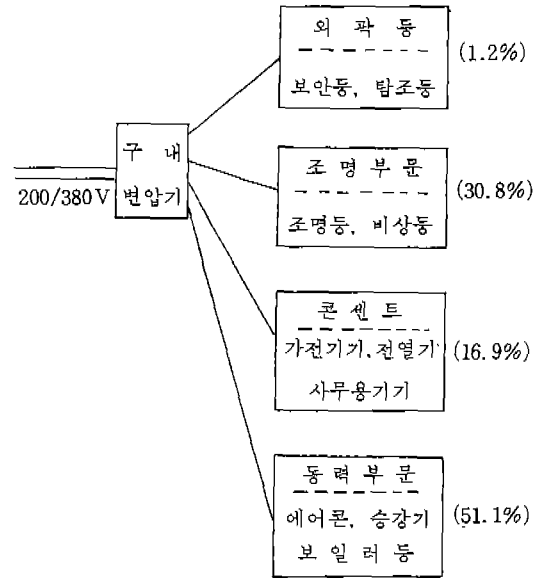 외 곽 등
(1.2%)
보안등, 탑조등
구 내
변압기
200/380V
조 명 부 문
(30.8%)
조명등, 비상동
콘 센 트
가전기기, 전열기
(16.9%)
사무용기기
동 력 부 문
에어콘, 승강기
(51.1%)
보 일 러 등